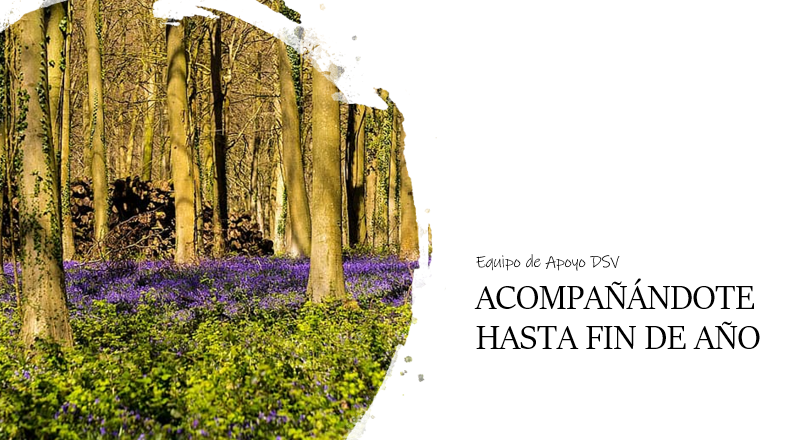 Equipo de Apoyo DSV
ACOMPAÑÁNDOTE
HASTA FIN DE AÑO